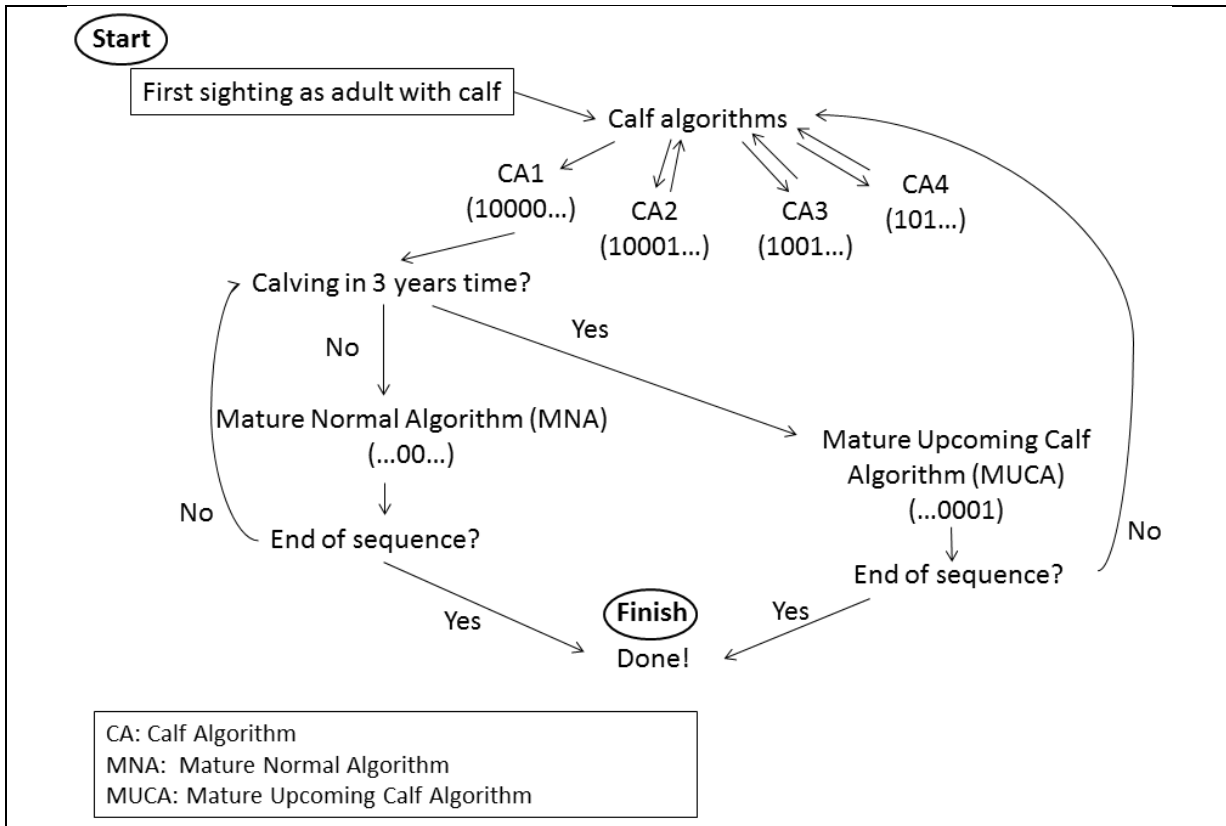 Start
First sighting as adult with calf
Calf algorithms
CA1
(10000...)
CA2
(10001...)
CA3
(1001...)
CA4
(101...)
Calving in 3 years time?
No
Yes
Mature Normal Algorithm (MNA)
(...00...)
Mature Upcoming Calf
Algorithm (MUCA)
(...0001)
No
End of sequence?
No
End of sequence?
Yes
Finish
Yes
Done!
CA: Calf Algorithm
MNA:  Mature Normal Algorithm
MUCA: Mature Upcoming Calf Algorithm